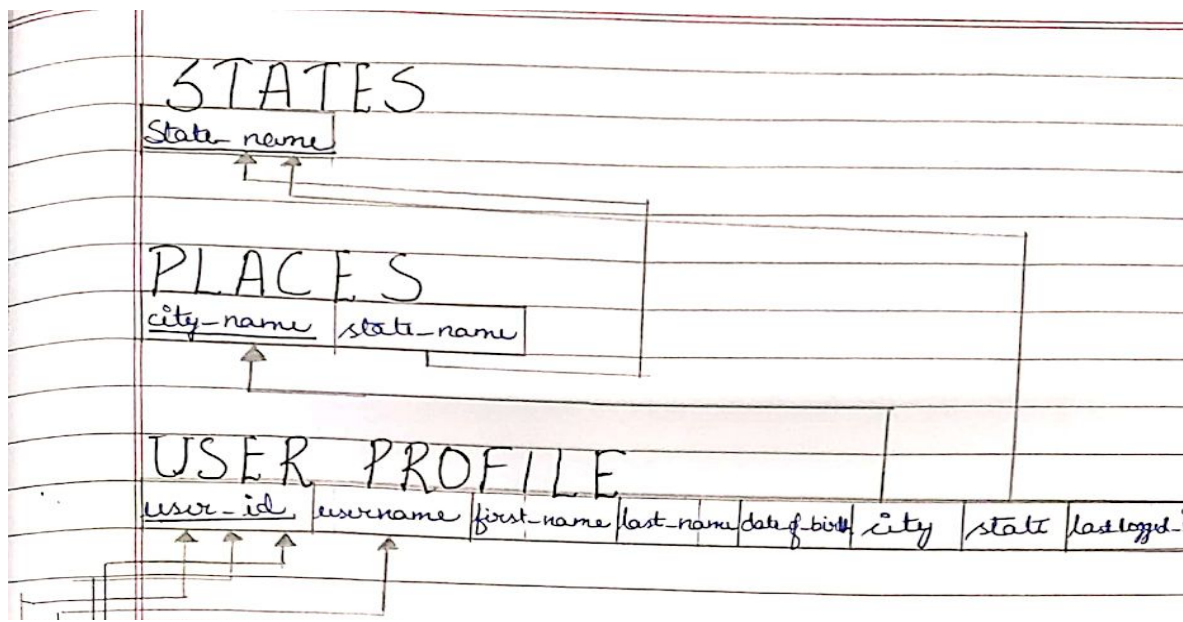 STATES
State_name
PLACES
city_name state_name
USER PROFILE
user_id username first_name last_name date_of_birth city state